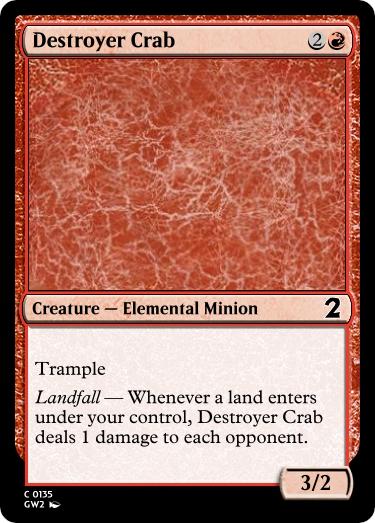 Destroyer Crab 2
Creature — Elemental Minion 2
Trample
Landfall — Whenever a land enters
under your control, Destroyer Crab
deals 1 damage to each opponent.
3/2
C 0135
GW2